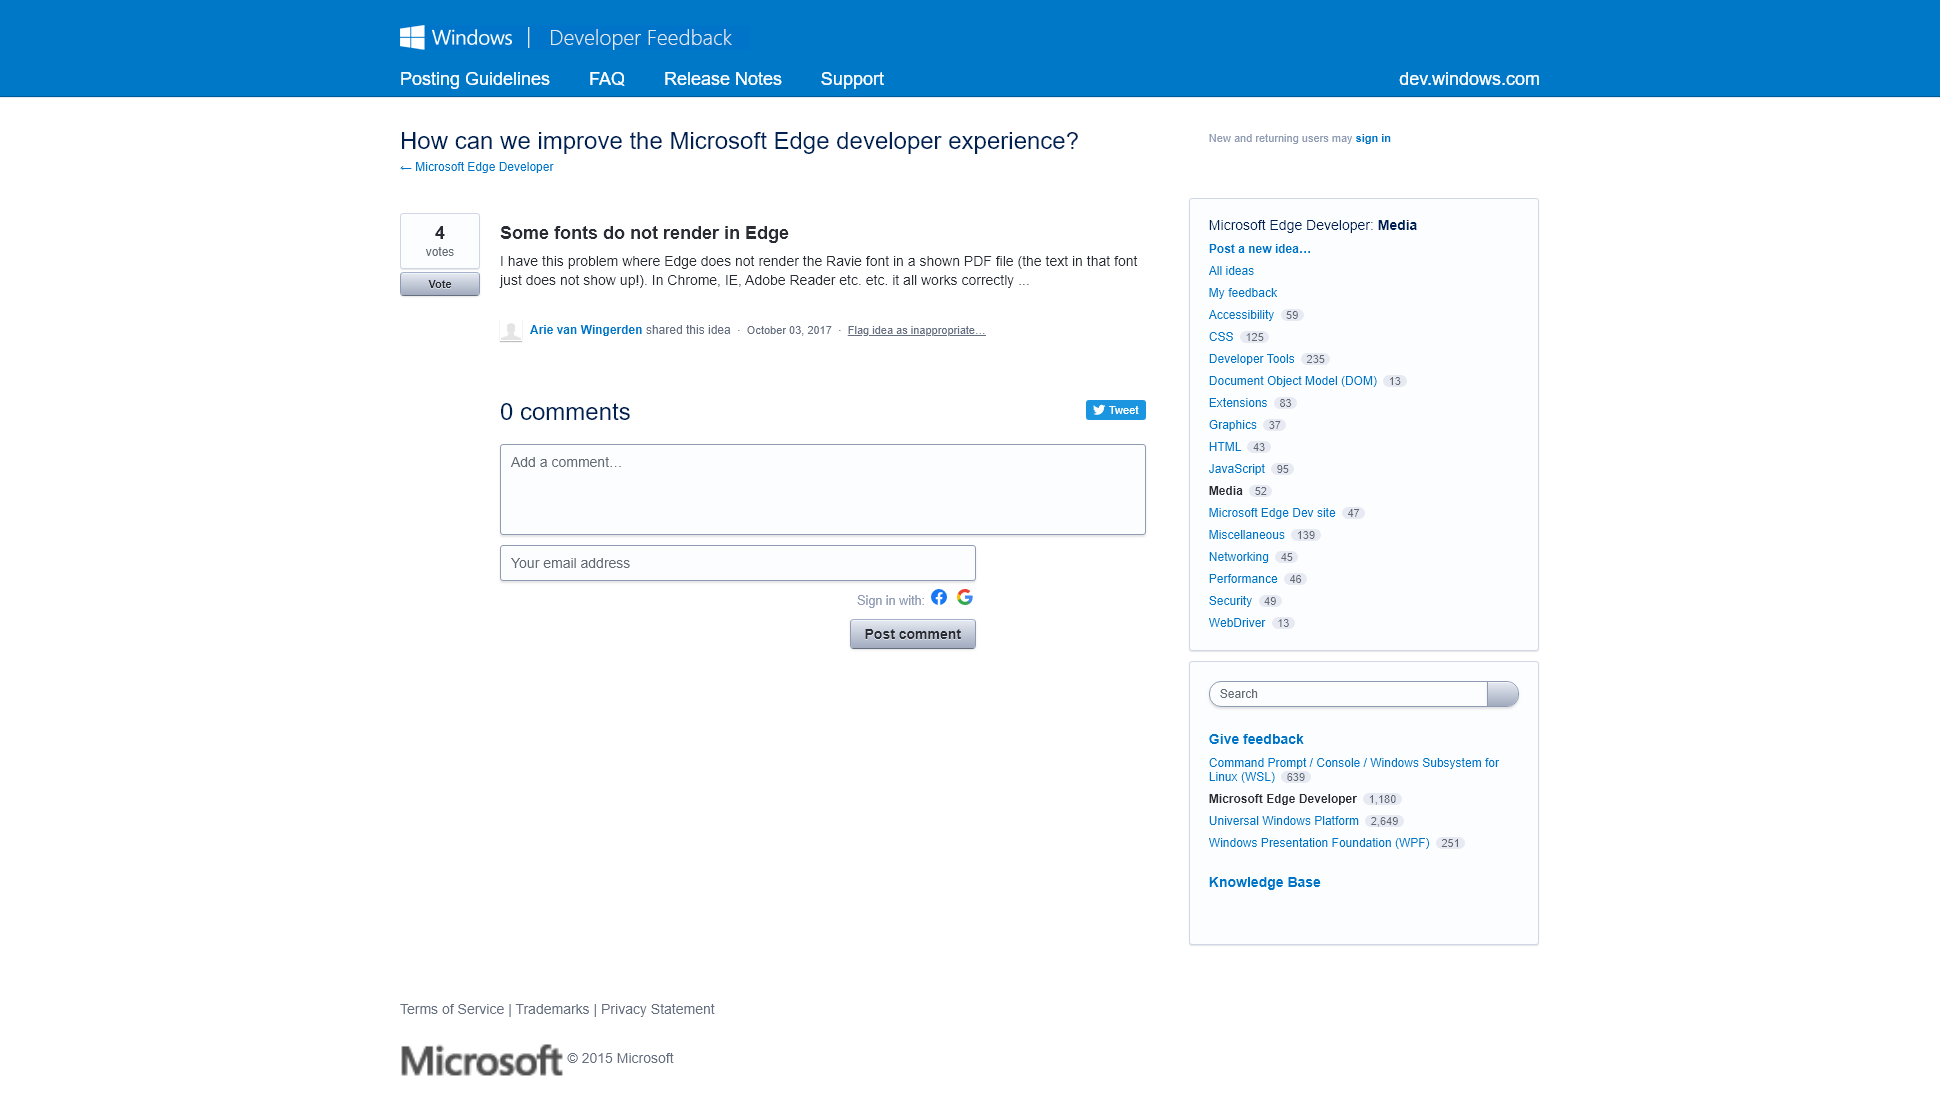 Windows | Developer Feedback
Posting Guidelines FAQ Release Notes Support dev.windows.com
How can we improve the Microsoft Edge developer experience?
← Microsoft Edge Developer
New and returning users may sign in
4
votes
Vote
Some fonts do not render in Edge
I have this problem where Edge does not render the Ravie font in a shown PDF file (the text in that font
just does not show up!). In Chrome, IE, Adobe Reader etc. etc. it all works correctly ...
Arie van Wingerden shared this idea · October 03, 2017 · Flag idea as inappropriate…
0 comments
Tweet
Add a comment…
Your email address
Sign in with:
Post comment
Microsoft Edge Developer: Media
Post a new idea…
All ideas
My feedback
Accessibility 59
CSS 125
Developer Tools 235
Document Object Model (DOM) 13
Extensions 83
Graphics 37
HTML 43
JavaScript 95
Media 52
Microsoft Edge Dev site 47
Miscellaneous 139
Networking 45
Performance 46
Security 49
WebDriver 13
Search
Give feedback
Command Prompt / Console / Windows Subsystem for
Linux (WSL) 639
Microsoft Edge Developer 1,180
Universal Windows Platform 2,649
Windows Presentation Foundation (WPF) 251
Knowledge Base
Terms of Service | Trademarks | Privacy Statement
Microsoft © 2015 Microsoft